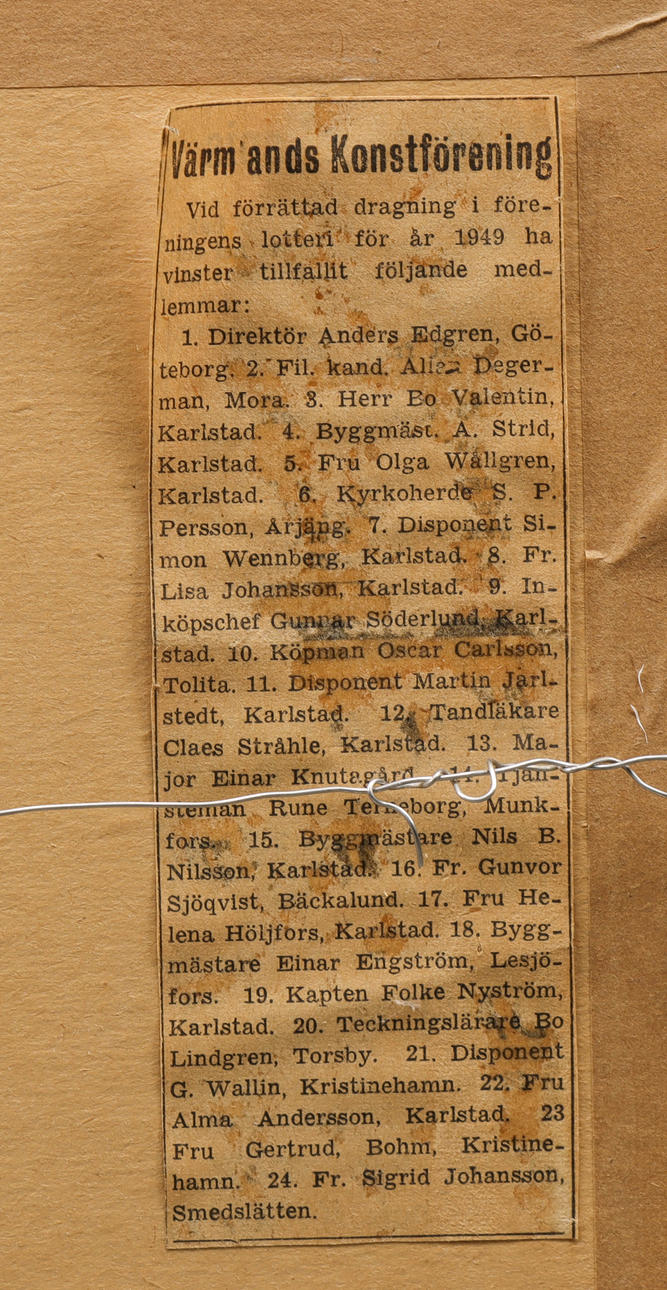 Värmlands Konstförening
Vid förrättad dragning i före-
ningens lotteri för år 1949 ha
vinster tillfallit följande med-
lemmar:
1. Direktör Anders Edgren, Gö-
teborg. 2. Fil. kand. Deger-
man, Mora. 3. Herr Bo Valentin,
Karlstad. 4. Byggmäst. A. Strid,
Karlstad. 5. Fru Olga Wallgren,
Karlstad. 6. Kyrkoherde S. P.
Persson, Årjäng. 7. Disponent Si-
mon Wennberg, Karlstad. 8. Fr.
Lisa Johansson, Karlstad. 9. In-
köpschef Gunnar Söderlund, Karl-
stad. 10. Köpman Oscar Carlsson,
Tolita. 11. Disponent Martin Jarl-
stedt, Karlstad. 12. Tandläkare
Claes Stråhle, Karlstad. 13. Ma-
jor Einar Knutsgård. 14. Tjän-
steman Rune Terneborg, Munk-
fors. 15. Byggmästare Nils B.
Nilsson, Karlstad. 16. Fr. Gunvor
Sjöqvist, Bäckalund. 17. Fru He-
lena Höljfors, Karlstad. 18. Bygg-
mästare Einar Engström, Lesjö-
fors. 19. Kapten Folke Nyström,
Karlstad. 20. Teckningslärare Bo
Lindgren, Torsby. 21. Disponent
G. Wallin, Kristinehamn. 22. Fru
Alma Andersson, Karlstad. 23
Fru Gertrud, Bohm, Kristine-
hamn. 24. Fr. Sigrid Johansson,
Smedslätten.